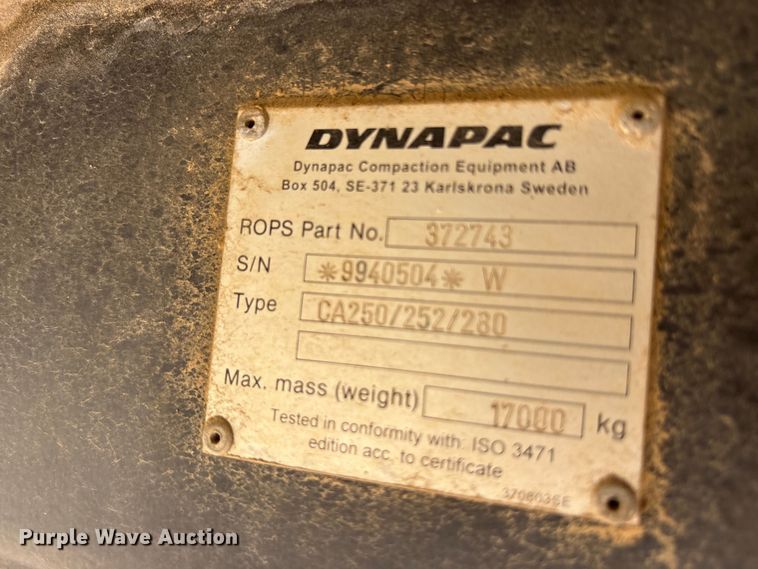 DYNAPAC
Dynapac Compaction Equipment AB
Box 504, SE-371 23 Karlskrona Sweden
ROPS Part No. 372743
S/N *9940504* W
Type CA250/252/280
Max. mass (weight) 17000 kg
Tested in conformity with: ISO 3471
edition acc. to certificate
370803SE
Purple Wave Auction